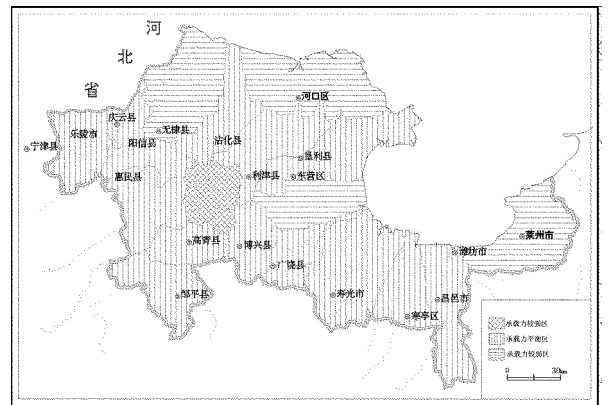 河
北
省
河口区
庆云县
乐陵市
无棣县
阳信县
沾化县
宁津县
垦利县
惠民县
利津县
东营区
莱州市
高青县
博兴县
潍坊市
广饶县
邹平县
寿光市
昌邑市
寒亭区
承载力较强区
承载力平衡区
承载力较弱区
0 30km